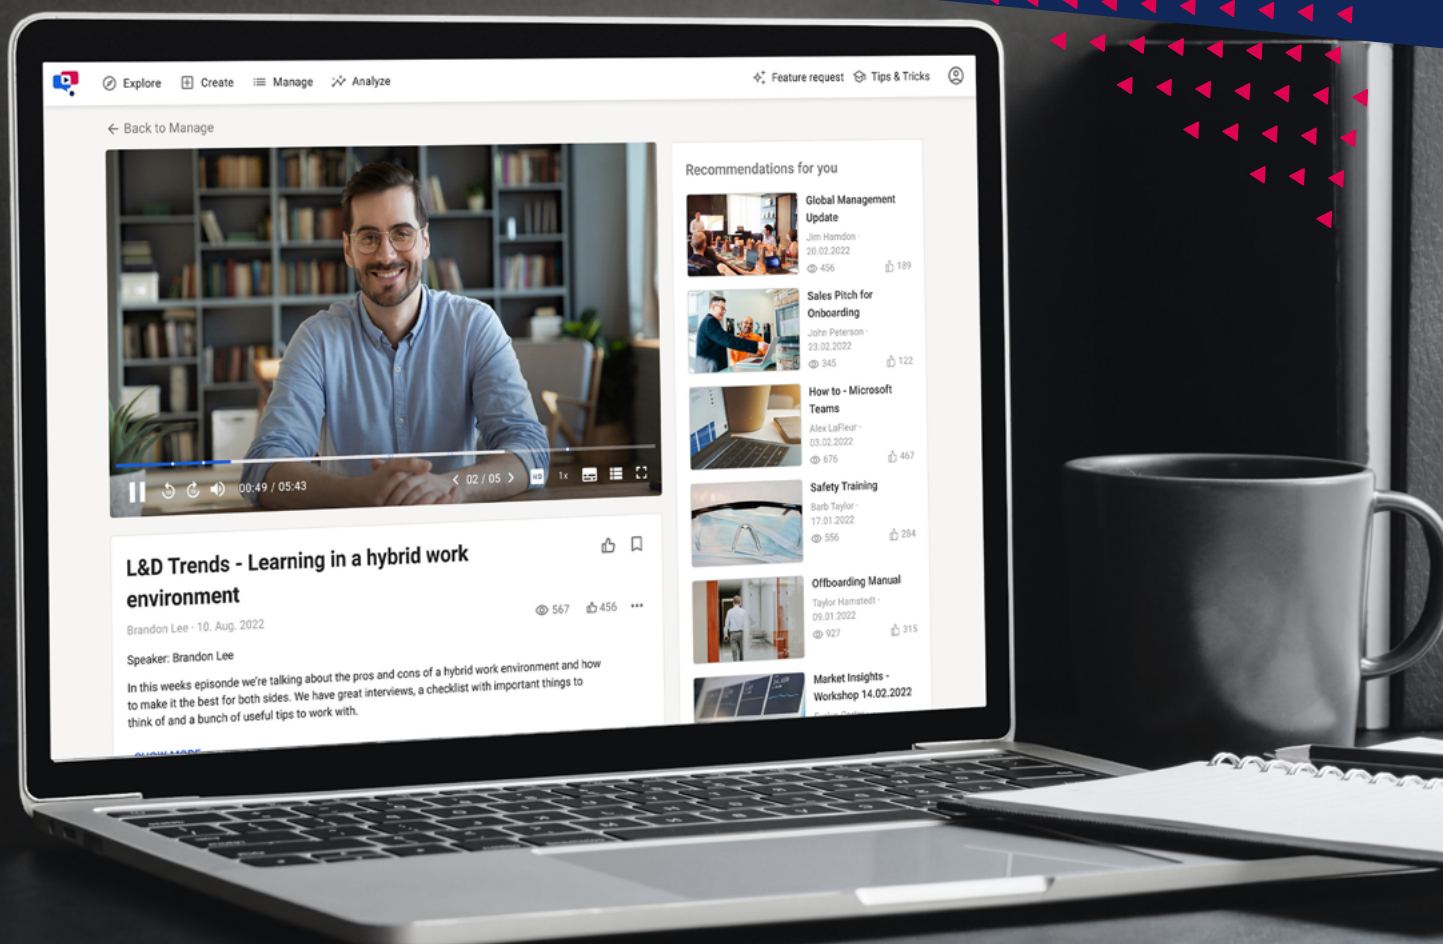 Explore
Create
Manage
Analyze
Feature request
Tips & Tricks
Back to Manage
00:49 / 05:43
02 / 05
HD
1x
L&D Trends - Learning in a hybrid work
environment
Brandon Lee · 10. Aug. 2022
567
456
Speaker: Brandon Lee
In this weeks episonde we're talking about the pros and cons of a hybrid work environment and how
to make it the best for both sides. We have great interviews, a checklist with important things to
think of and a bunch of useful tips to work with.
SHOW MORE
Recommendations for you
Global Management
Update
Jim Hamdon ·
20.02.2022
456
189
Sales Pitch for
Onboarding
John Peterson ·
23.02.2022
345
122
How to - Microsoft
Teams
Alex LaFleur ·
03.02.2022
676
467
Safety Training
Barb Taylor ·
17.01.2022
556
284
Offboarding Manual
Taylor Hamstedt ·
09.01.2022
927
315
Market Insights -
Workshop 14.02.2022